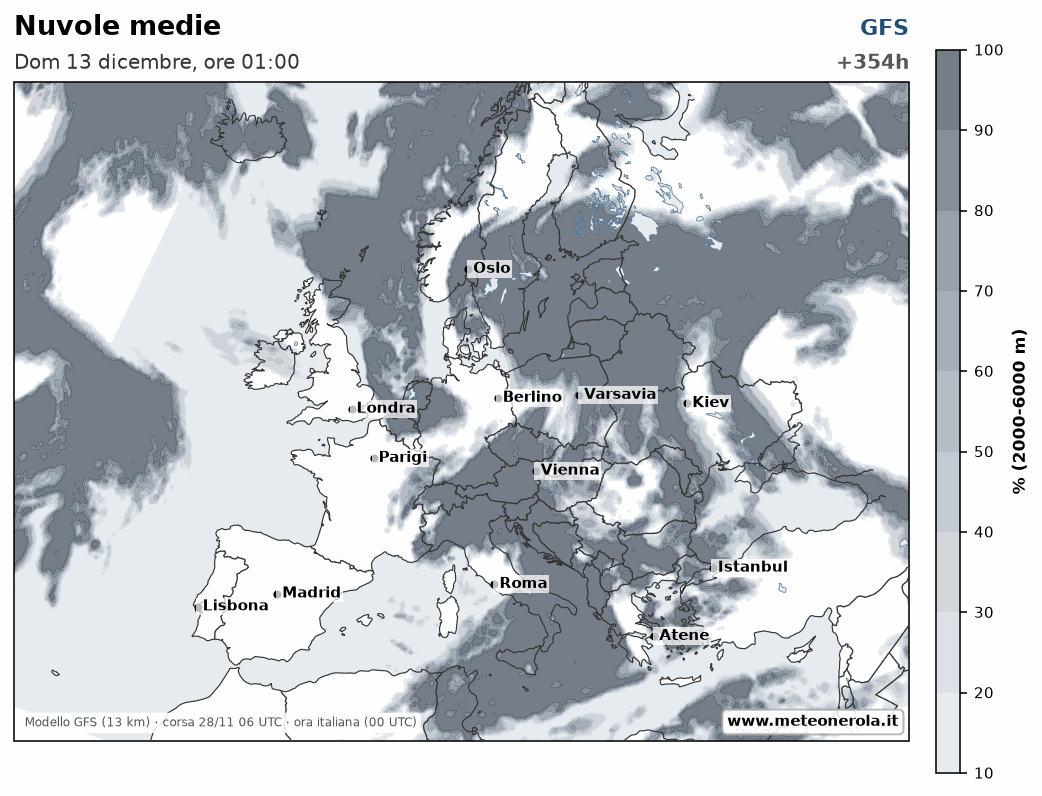 Nuvole medie
GFS
Dom 13 dicembre, ore 01:00
+354h
100
90
80
70
60
50
40
30
20
10
% (2000-6000 m)
Oslo
Berlino
Varsavia
Kiev
Londra
Parigi
Vienna
Istanbul
Roma
Madrid
Lisbona
Atene
Modello GFS (13 km) · corsa 28/11 06 UTC · ora italiana (00 UTC)
www.meteonerola.it